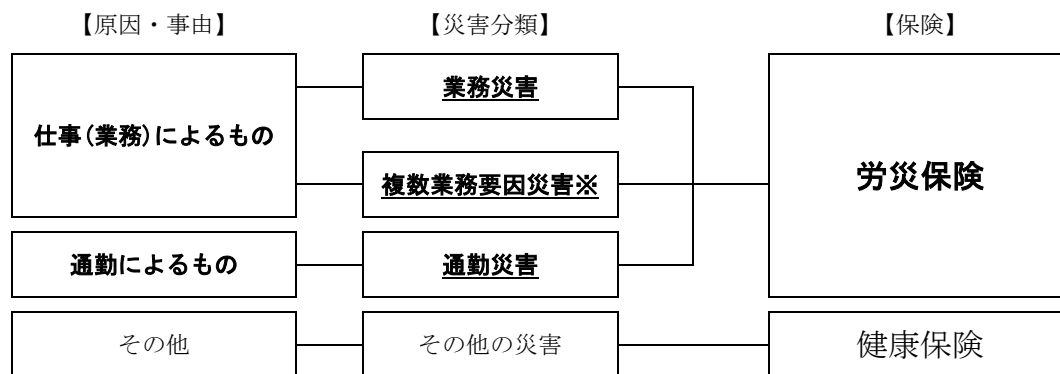 【原因・事由】 【災害分類】 【保険】
仕事(業務)によるもの
業務災害
複数業務要因災害※
労災保険
通勤によるもの
通勤災害
その他
その他の災害
健康保険